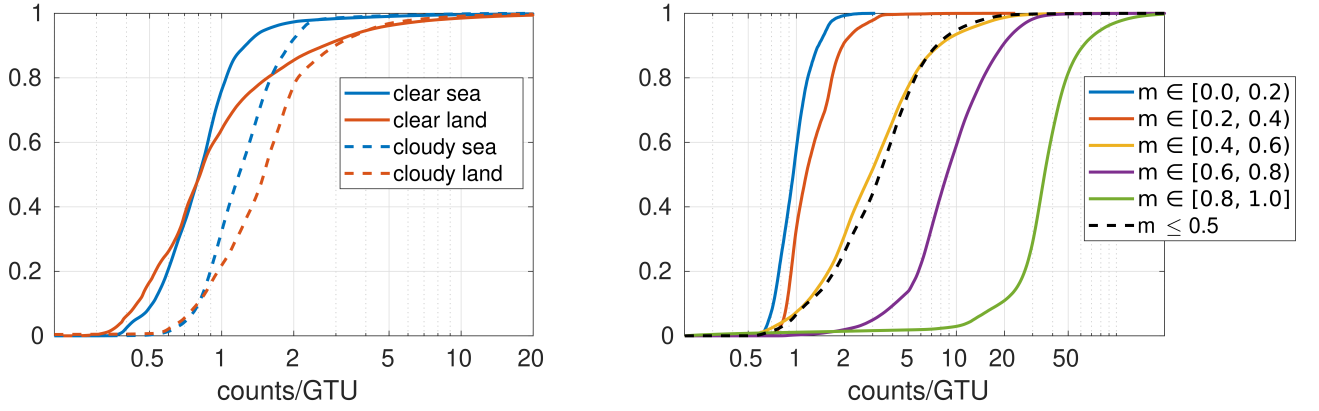 1
0.8
0.6
0.4
0.2
0
0.5 1 2 5 10 20
counts/GTU
clear sea
clear land
cloudy sea
cloudy land
1
0.8
0.6
0.4
0.2
0
0.5 1 2 5 10 20 50
counts/GTU
m ∈ [0.0, 0.2)
m ∈ [0.2, 0.4)
m ∈ [0.4, 0.6)
m ∈ [0.6, 0.8)
m ∈ [0.8, 1.0]
m ≤ 0.5